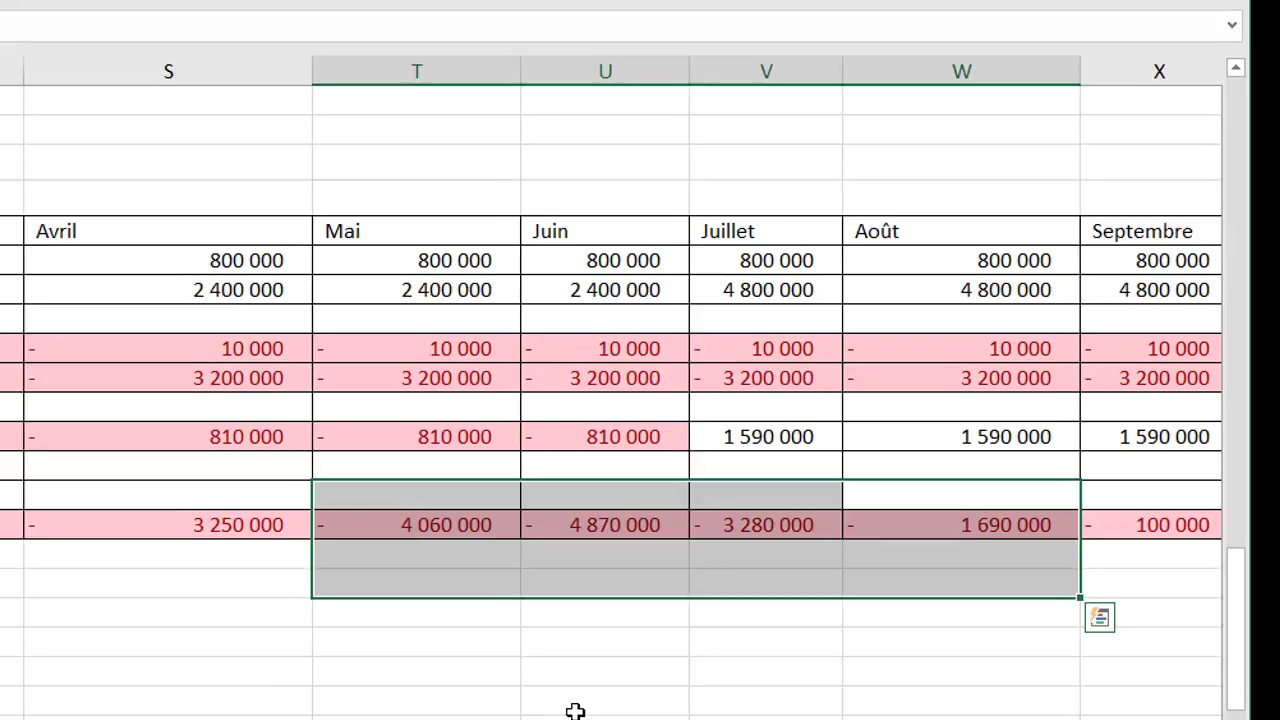 S T U V W X
Avril Mai Juin Juillet Août Septembre
800 000 800 000 800 000 800 000 800 000 800 000
2 400 000 2 400 000 2 400 000 4 800 000 4 800 000 4 800 000
- 10 000 - 10 000 - 10 000 - 10 000 - 10 000 - 10 000
- 3 200 000 - 3 200 000 - 3 200 000 - 3 200 000 - 3 200 000 - 3 200 000
- 810 000 - 810 000 - 810 000 1 590 000 1 590 000 1 590 000
- 3 250 000 - 4 060 000 - 4 870 000 - 3 280 000 - 1 690 000 - 100 000